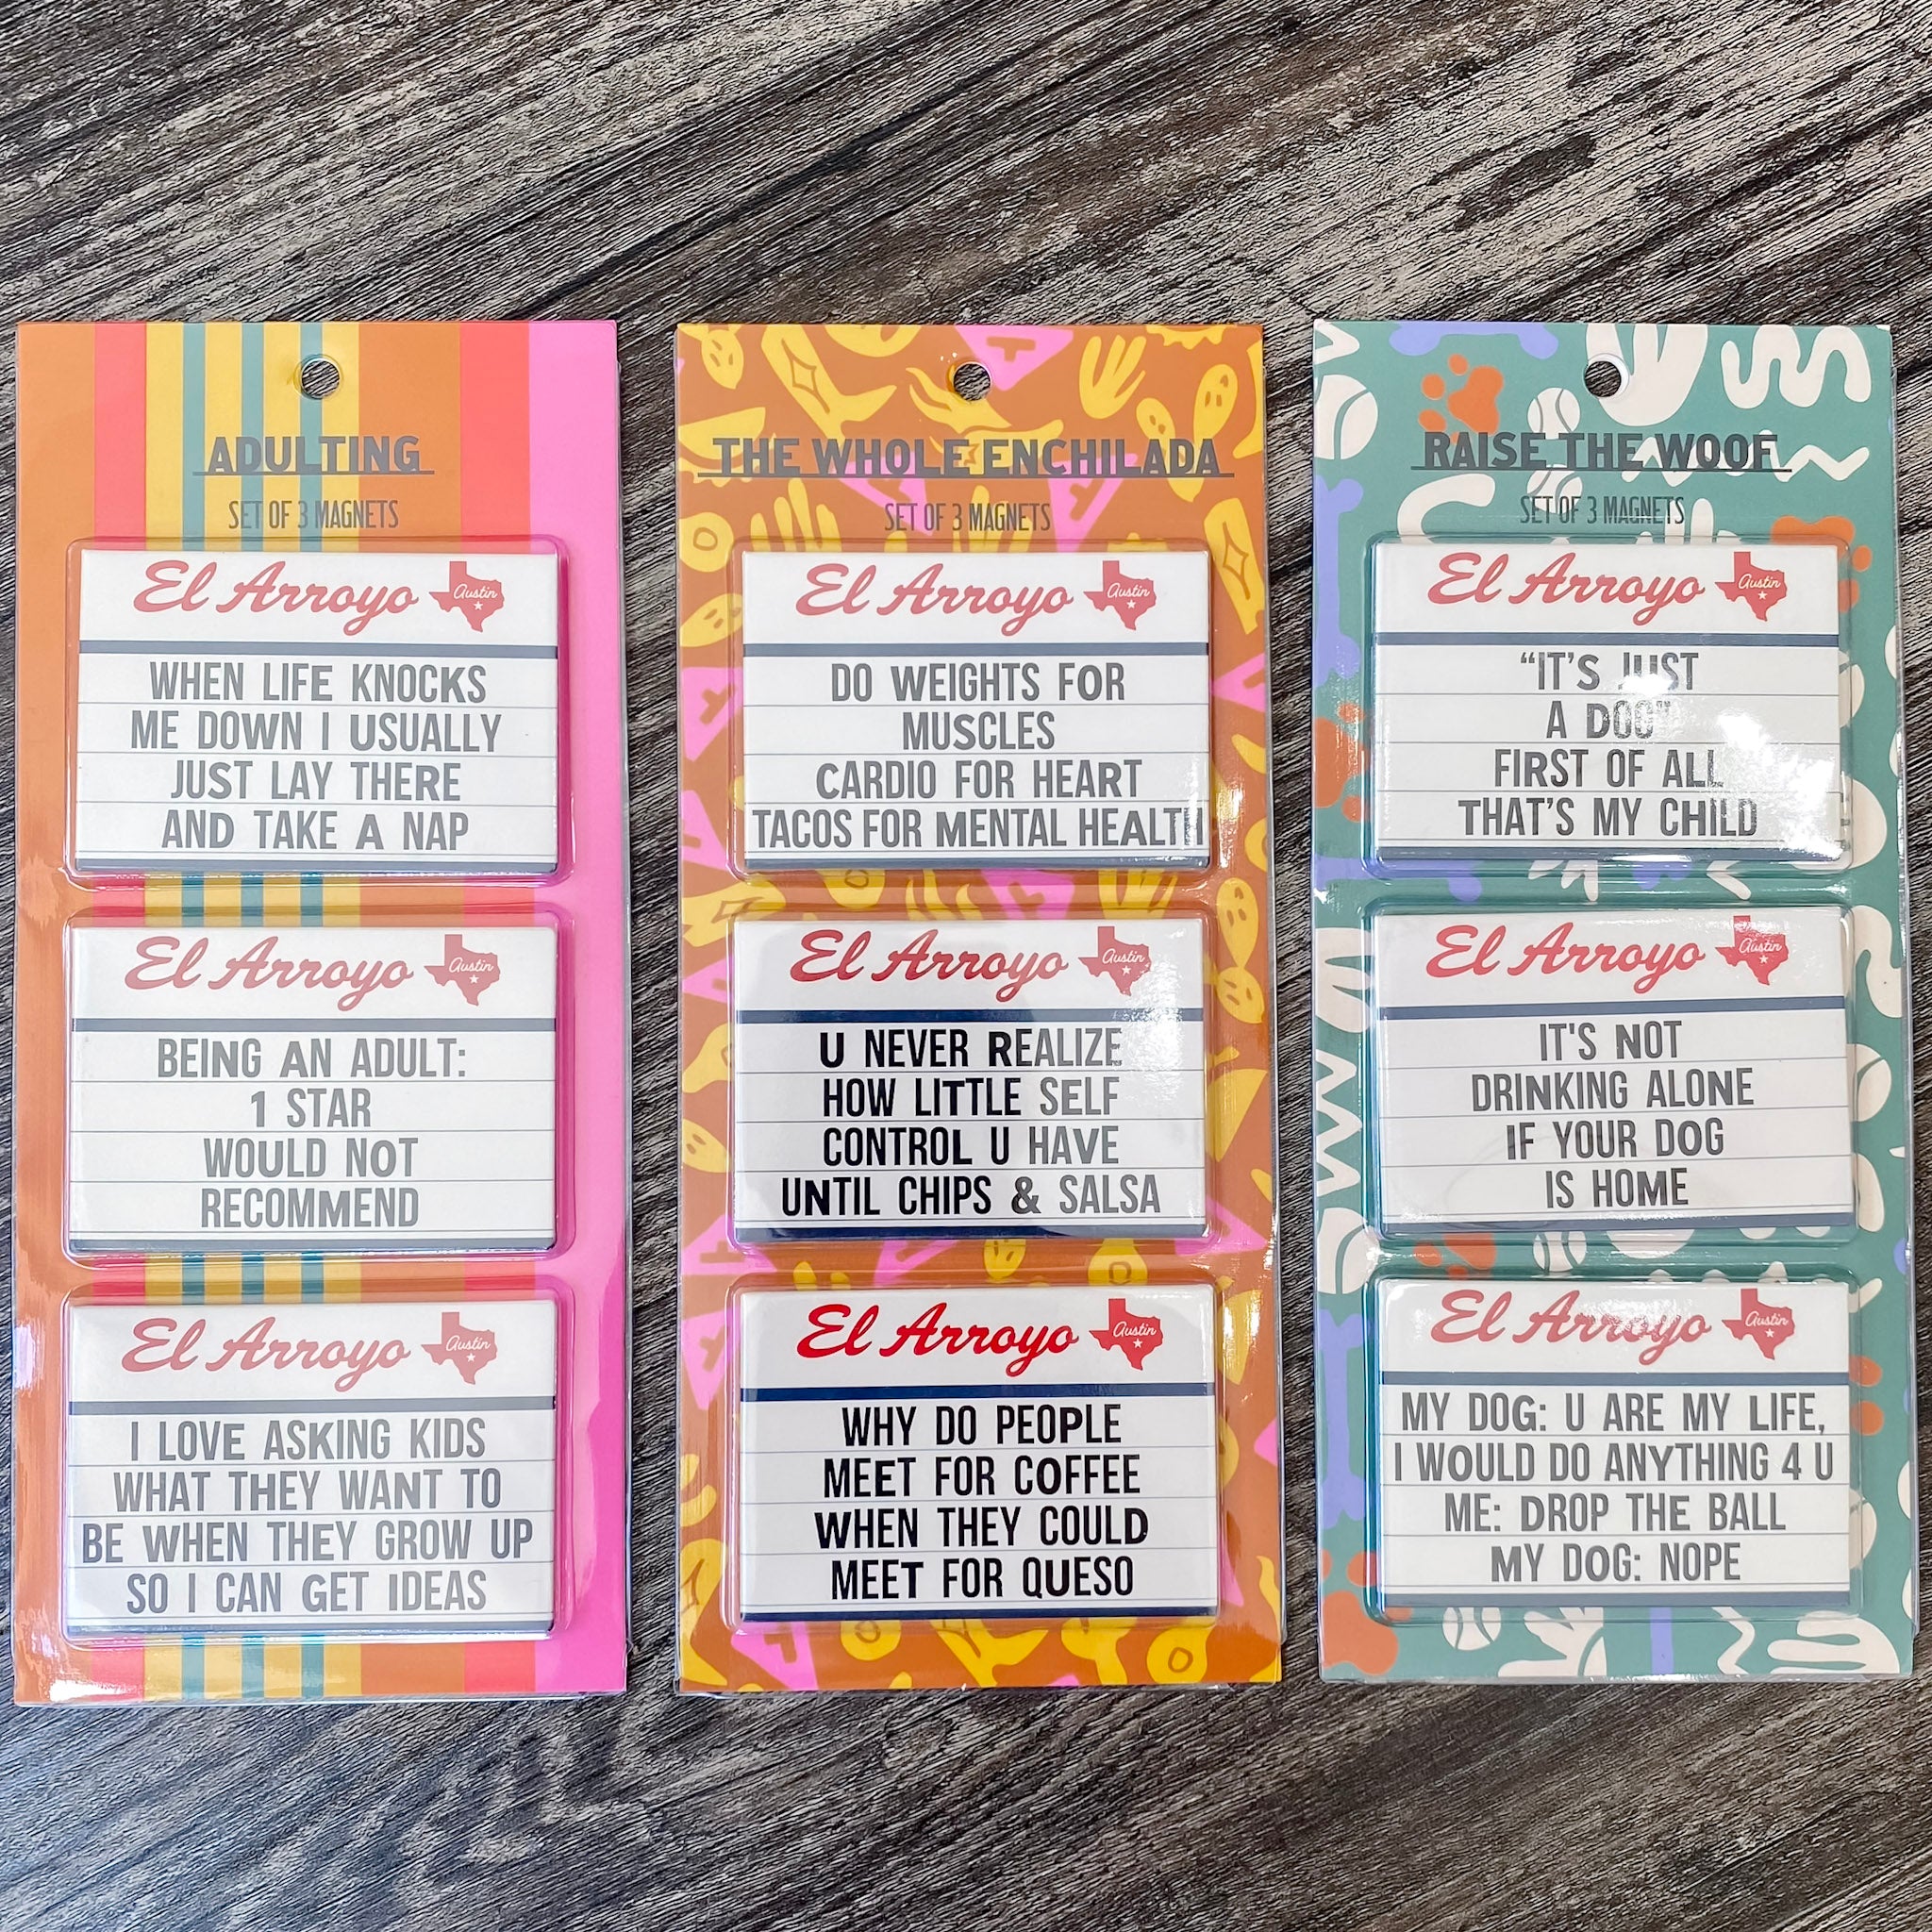 ADULTING
SET OF 3 MAGNETS
El Arroyo Austin
WHEN LIFE KNOCKS
ME DOWN I USUALLY
JUST LAY THERE
AND TAKE A NAP
El Arroyo Austin
BEING AN ADULT:
1 STAR
WOULD NOT
RECOMMEND
El Arroyo Austin
I LOVE ASKING KIDS
WHAT THEY WANT TO
BE WHEN THEY GROW UP
SO I CAN GET IDEAS
THE WHOLE ENCHILADA
SET OF 3 MAGNETS
El Arroyo Austin
DO WEIGHTS FOR
MUSCLES
CARDIO FOR HEART
TACOS FOR MENTAL HEALTH
El Arroyo Austin
U NEVER REALIZE
HOW LITTLE SELF
CONTROL U HAVE
UNTIL CHIPS & SALSA
El Arroyo Austin
WHY DO PEOPLE
MEET FOR COFFEE
WHEN THEY COULD
MEET FOR QUESO
RAISE THE WOOF
SET OF 3 MAGNETS
El Arroyo Austin
“IT’S JUST
A DOG”
FIRST OF ALL
THAT’S MY CHILD
El Arroyo Austin
IT'S NOT
DRINKING ALONE
IF YOUR DOG
IS HOME
El Arroyo Austin
MY DOG: U ARE MY LIFE,
I WOULD DO ANYTHING 4 U
ME: DROP THE BALL
MY DOG: NOPE